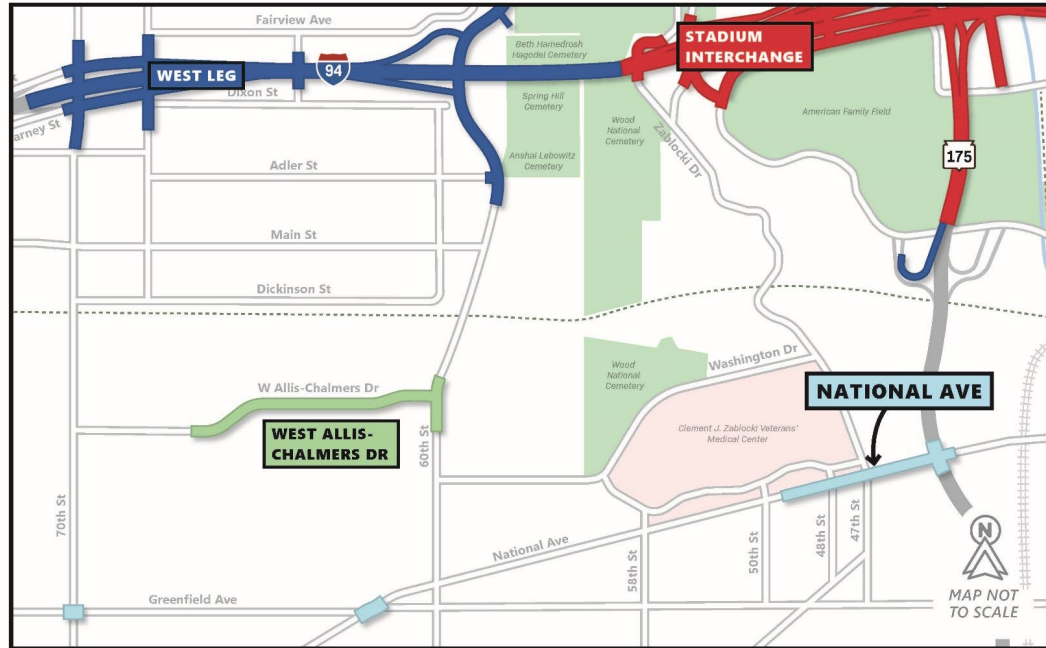 Fairview Ave
WEST LEG
94
Dixon St
arney St
Adler St
Main St
Dickinson St
Beth Hamedrosh
Hagodel Cemetery
Spring Hill
Cemetery
Anshai Lebowitz
Cemetery
Wood
National
Cemetery
STADIUM
INTERCHANGE
Zablocki Dr
American Family Field
175
W Allis-Chalmers Dr
WEST ALLIS-
CHALMERS DR
60th St
70th St
Wood
National
Cemetery
Washington Dr
Clement J. Zablocki Veterans'
Medical Center
NATIONAL AVE
National Ave
58th St
50th St
48th St
47th St
Greenfield Ave
N
MAP NOT
TO SCALE